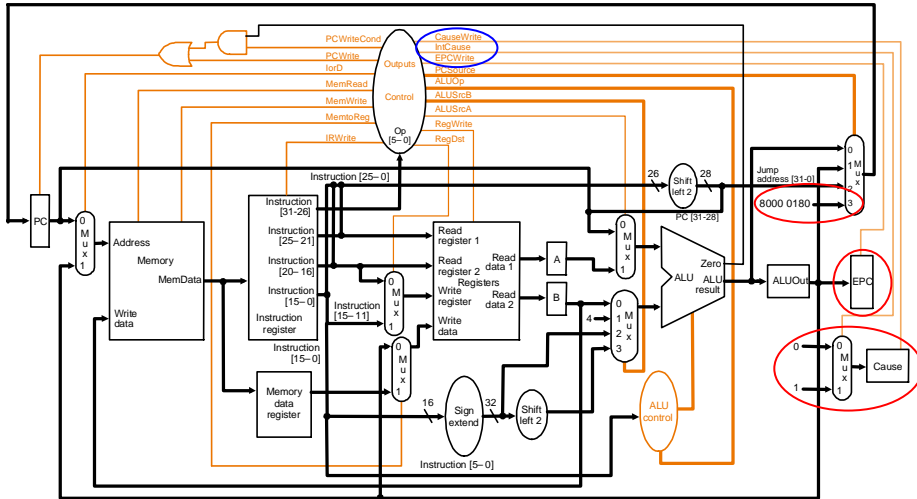 PCWriteCond
PCWrite
IorD
MemRead
MemWrite
MemtoReg
IRWrite
Outputs
Control
Op
[5–0]
CauseWrite
IntCause
EPCWrite
PCSource
ALUOp
ALUSrcB
ALUSrcA
RegWrite
RegDst
Instruction [25–0]
26
Shift
left 2
28
Jump
address [31-0]
PC [31-28]
0
1
2
3
M
u
x
8000 0180
PC
0
M
u
x
1
Address
Memory
MemData
Write
data
Instruction
[31-26]
Instruction
[25–21]
Instruction
[20–16]
Instruction
[15–0]
Instruction
register
Instruction
[15–11]
Instruction
[15–0]
0
M
u
x
1
0
M
u
x
1
Memory
data
register
Read
register 1
Read
register 2
Registers
Write
register
Write
data
Read
data 1
Read
data 2
A
B
4
0
M
u
x
1
0
1
2
3
M
u
x
Zero
ALU
ALU
result
ALUOut
EPC
0
1
0
M
u
x
1
Cause
16
Sign
extend
32
Shift
left 2
ALU
control
Instruction [5–0]